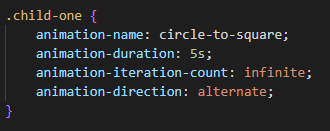 .child-one {
    animation-name: circle-to-square;
    animation-duration: 5s;
    animation-iteration-count: infinite;
    animation-direction: alternate;
}